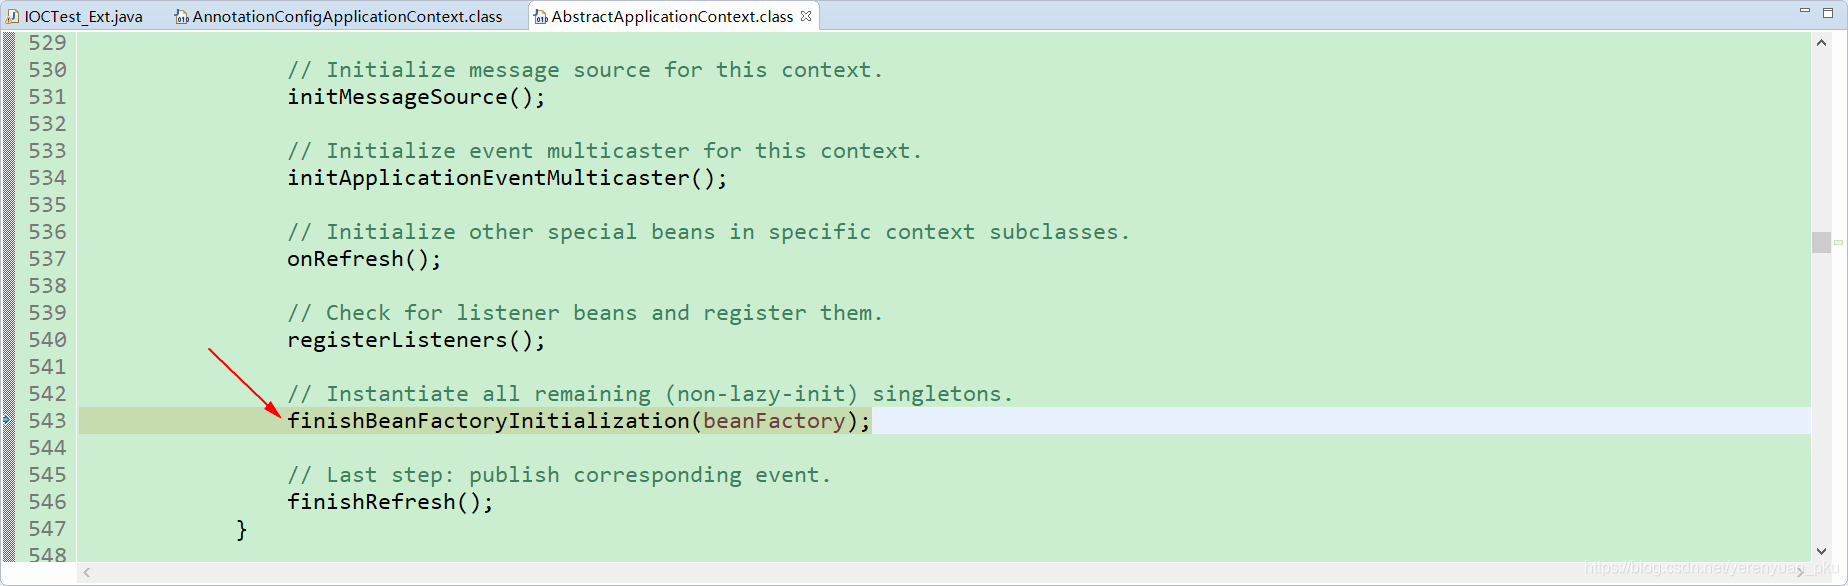 IOCTest_Ext.java AnnotationConfigApplicationContext.class AbstractApplicationContext.class
529
530 // Initialize message source for this context.
531 initMessageSource();
532
533 // Initialize event multicaster for this context.
534 initApplicationEventMulticaster();
535
536 // Initialize other special beans in specific context subclasses.
537 onRefresh();
538
539 // Check for listener beans and register them.
540 registerListeners();
541
542 // Instantiate all remaining (non-lazy-init) singletons.
543 finishBeanFactoryInitialization(beanFactory);
544
545 // Last step: publish corresponding event.
546 finishRefresh();
547 }
548
https://blog.csdn.net/yerenyuan_pku